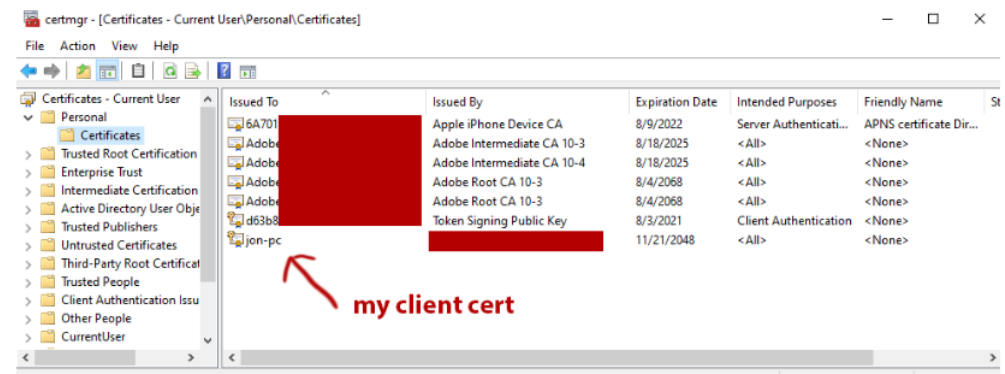 certmgr - [Certificates - Current User\Personal\Certificates]
File Action View Help
Certificates - Current User
Personal
Certificates
Trusted Root Certification
Enterprise Trust
Intermediate Certification
Active Directory User Obje
Trusted Publishers
Untrusted Certificates
Third-Party Root Certificat
Trusted People
Client Authentication Issu
Other People
CurrentUser
Issued To Issued By Expiration Date Intended Purposes Friendly Name St
6A701 Apple iPhone Device CA 8/9/2022 Server Authenticati... APNS certificate Dir...
Adobe Adobe Intermediate CA 10-3 8/18/2025 <All> <None>
Adobe Adobe Intermediate CA 10-4 8/18/2025 <All> <None>
Adobe Adobe Root CA 10-3 8/4/2068 <All> <None>
Adobe Adobe Root CA 10-3 8/4/2068 <All> <None>
d63b8 Token Signing Public Key 8/3/2021 Client Authentication <None>
jon-pc 11/21/2048 <All> <None>
my client cert